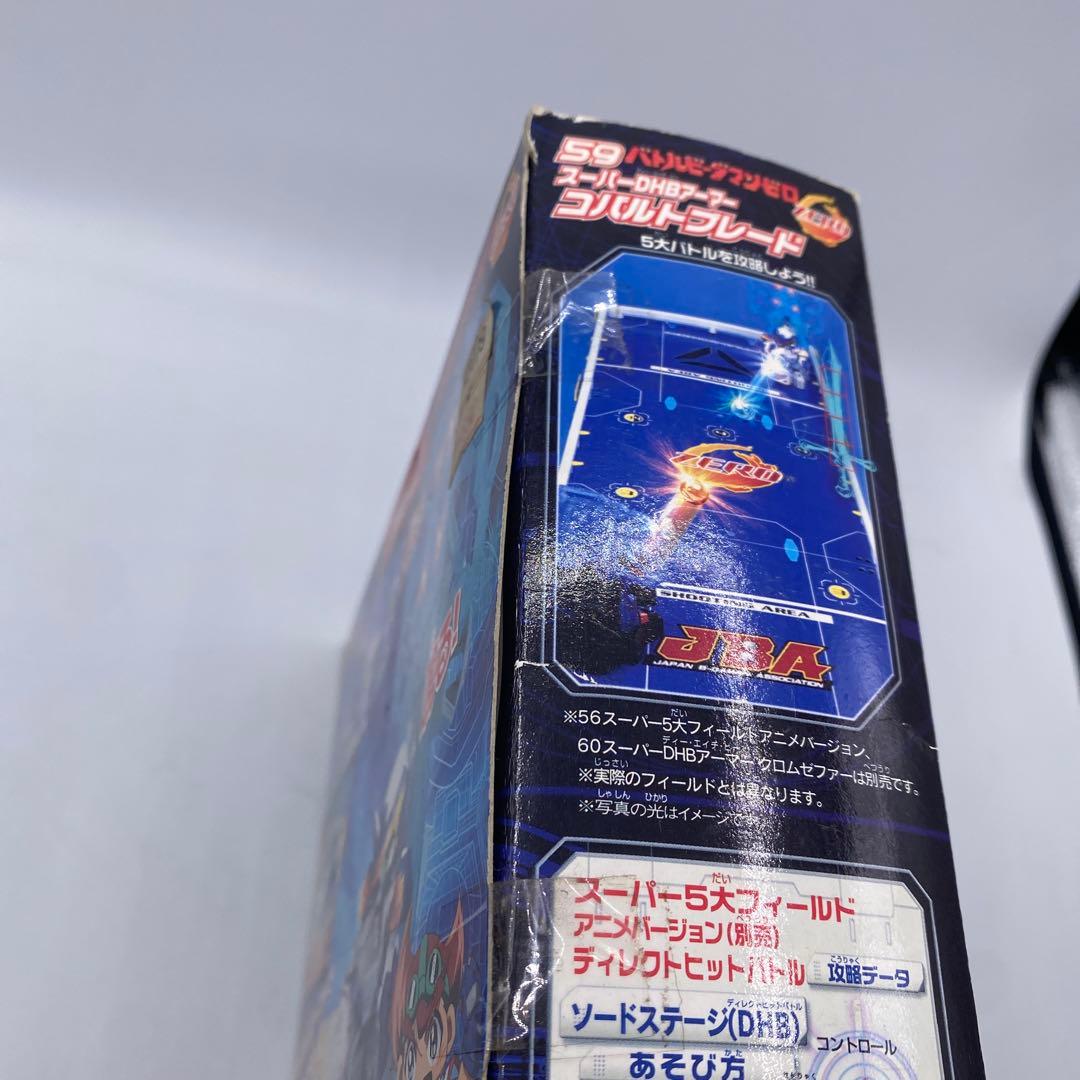 59 バトルビーダマンゼロ
スーパーDHBアーマー
コバルトブレード
ZERO
5大バトルを攻略しよう!!
ZERO
SHOOTING AREA
JBA
JAPAN B-DAMAN ASSOCIATION
※56スーパー5大フィールドアニメバージョン、
60スーパーDHBアーマー クロムゼファーは別売です。
※実際のフィールドとは異なります。
※写真の光はイメージです。
スーパー5大フィールド
アニメバージョン(別売)
ディレクトヒットバトル 攻略データ
ソードステージ(DHB)
コントロール
あそび方